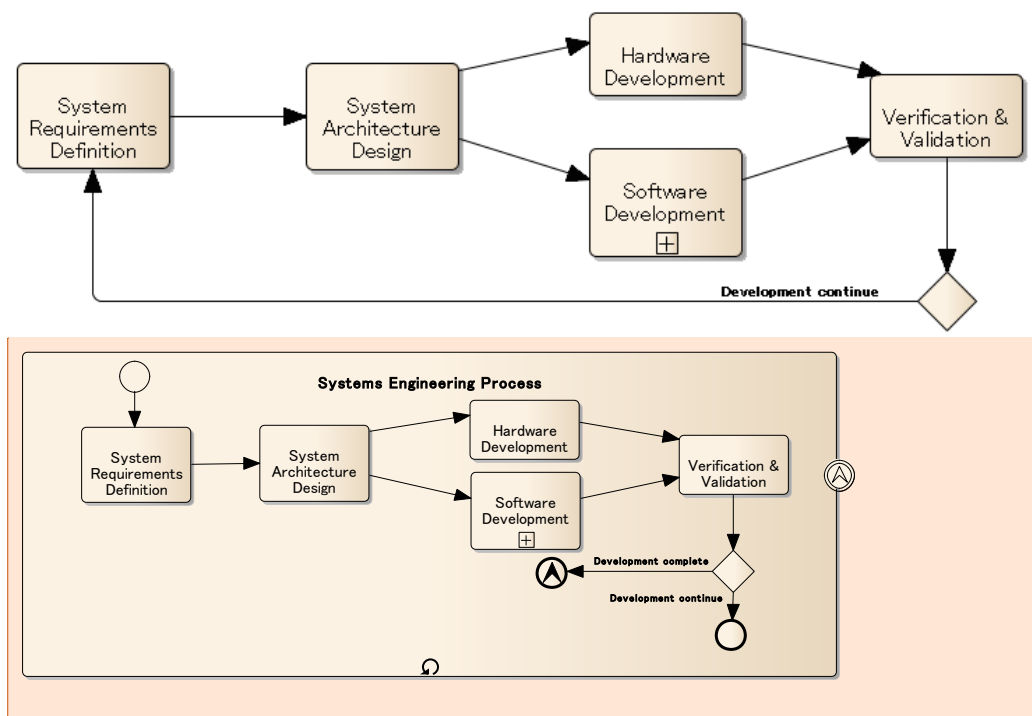 System
Requirements
Definition
System
Architecture
Design
Hardware
Development
Software
Development
Verification &
Validation
Development continue
Systems Engineering Process
System
Requirements
Definition
System
Architecture
Design
Hardware
Development
Software
Development
Verification &
Validation
Development complete
Development continue